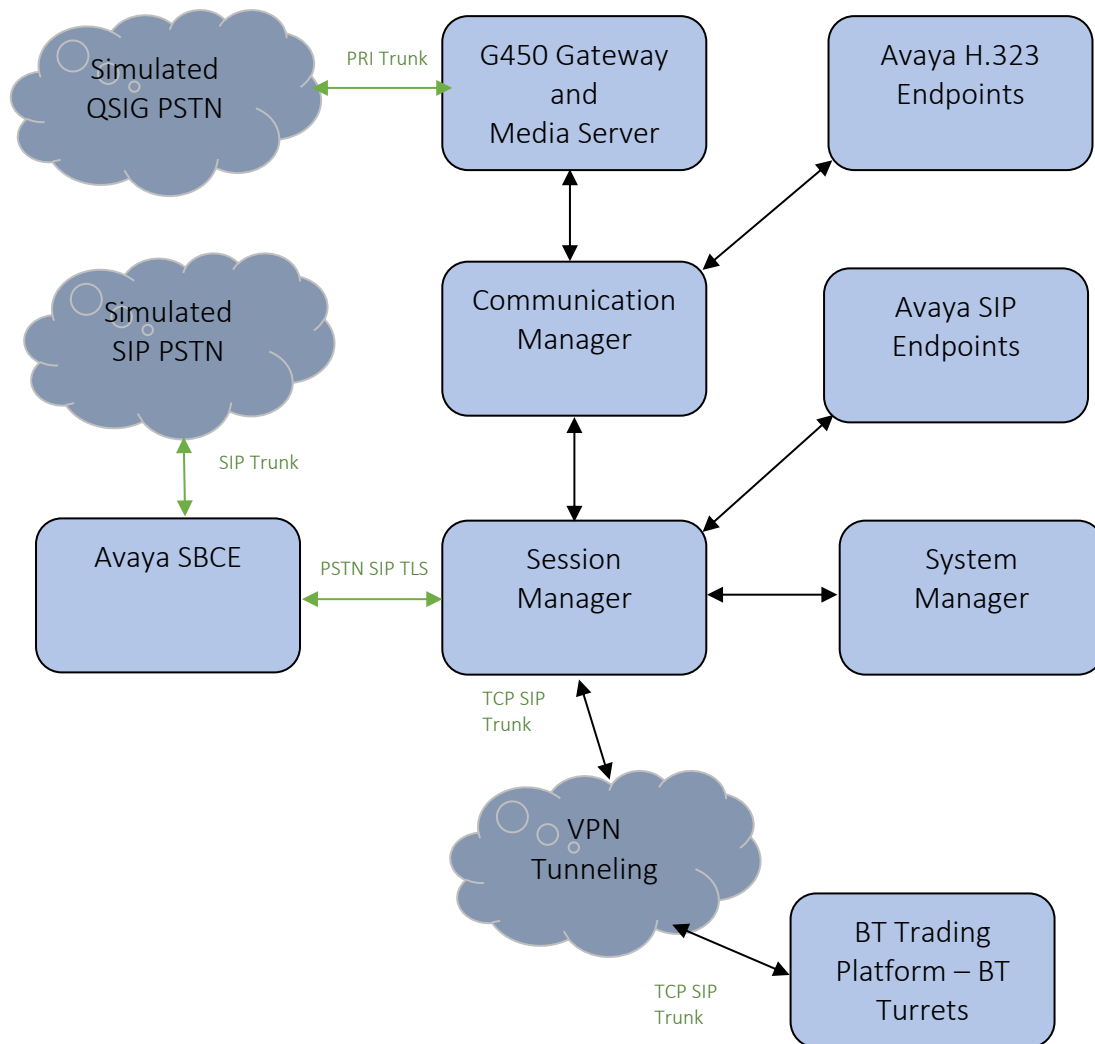 Simulated
QSIG PSTN
PRI Trunk
G450 Gateway
and
Media Server
Avaya H.323
Endpoints
Simulated
SIP PSTN
Communication
Manager
Avaya SIP
Endpoints
SIP Trunk
Avaya SBCE
PSTN SIP TLS
Session
Manager
System
Manager
TCP SIP
Trunk
VPN
Tunneling
BT Trading
Platform – BT
Turrets
TCP SIP
Trunk